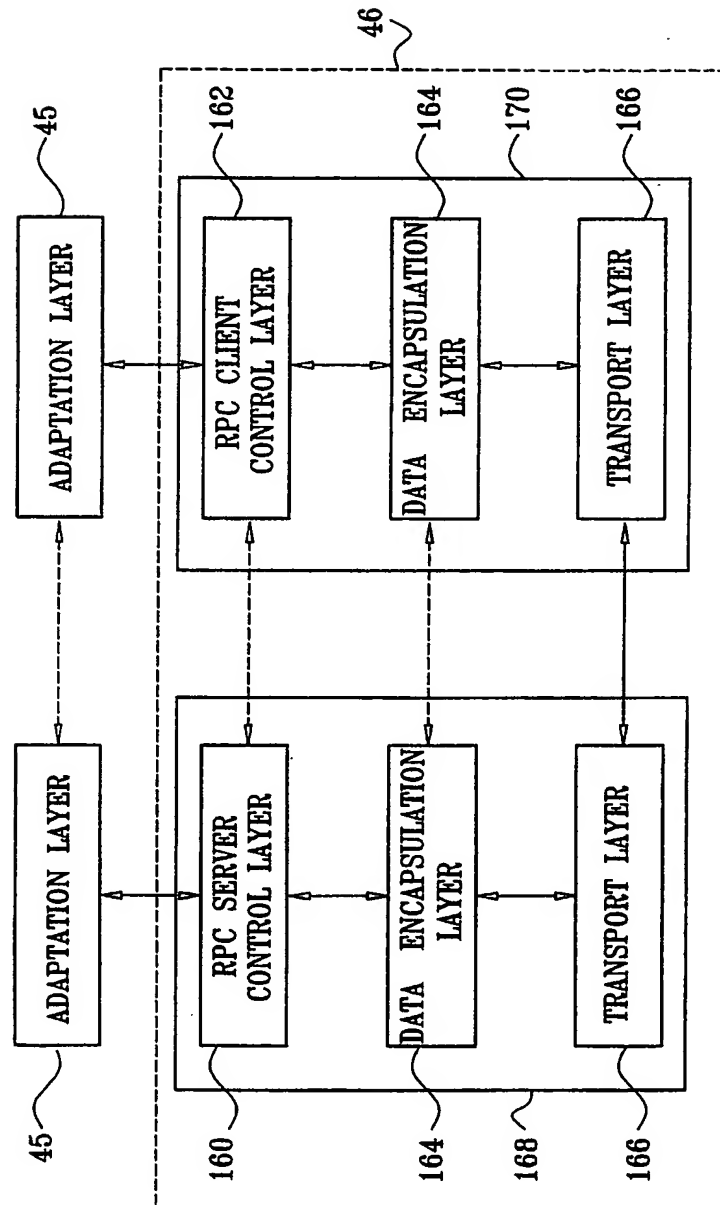 45
ADAPTATION LAYER
ADAPTATION LAYER
45
46
160
RPC SERVER
CONTROL LAYER
RPC CLIENT
CONTROL LAYER
162
164
DATA ENCAPSULATION
LAYER
DATA ENCAPSULATION
LAYER
164
168
170
166
TRANSPORT LAYER
TRANSPORT LAYER
166